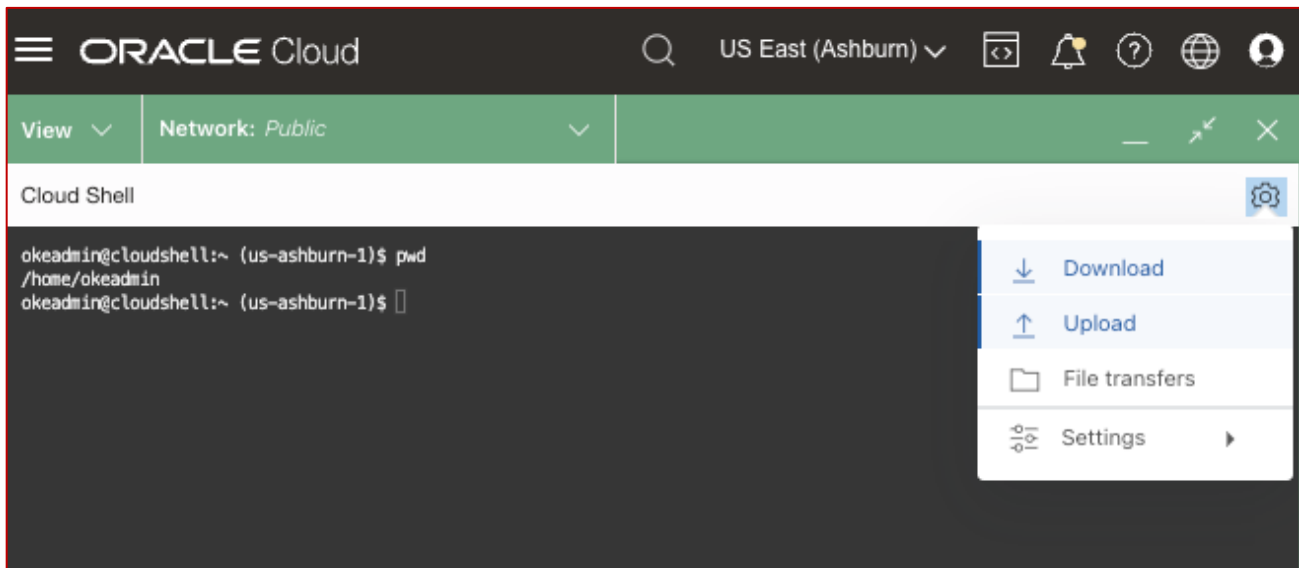 ORACLE Cloud
US East (Ashburn)
View
Network: Public
Cloud Shell
okeadmin@cloudshell:~ (us-ashburn-1)$ pwd
/home/okeadmin
okeadmin@cloudshell:~ (us-ashburn-1)$
Download
Upload
File transfers
Settings